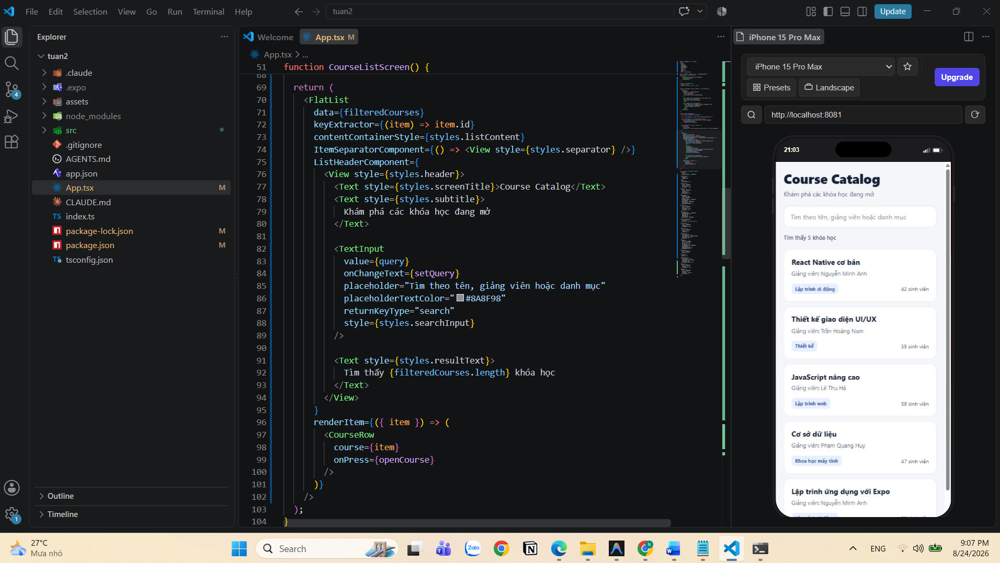 File Edit Selection View Go Run Terminal Help
tuan2
Update
Explorer
tuan2
.claude
.expo
assets
node_modules
src
.gitignore
AGENTS.md
app.json
App.tsx M
CLAUDE.md
index.ts
package-lock.json M
package.json M
tsconfig.json
Outline
Timeline
4
1
Welcome
App.tsx M
App.tsx > ...
51 function CourseListScreen() {
68
69 return (
70 <FlatList
71 data={filteredCourses}
72 keyExtractor={(item) => item.id}
73 contentContainerStyle={styles.listContent}
74 ItemSeparatorComponent={() => <View style={styles.separator} />}
75 ListHeaderComponent={
76 <View style={styles.header}>
77 <Text style={styles.screenTitle}>Course Catalog</Text>
78 <Text style={styles.subtitle}>
79 Khám phá các khóa học đang mở
80 </Text>
81
82 <TextInput
83 value={query}
84 onChangeText={setQuery}
85 placeholder="Tìm theo tên, giảng viên hoặc danh mục"
86 placeholderTextColor="#8A8F98"
87 returnKeyType="search"
88 style={styles.searchInput}
89 />
90
91 <Text style={styles.resultText}>
92 Tìm thấy {filteredCourses.length} khóa học
93 </Text>
94 </View>
95 }
96 renderItem={({ item }) => (
97 <CourseRow
98 course={item}
99 onPress={openCourse}
100 />
101 )}
102 />
103 );
104 }
iPhone 15 Pro Max
iPhone 15 Pro Max
Upgrade
Presets
Landscape
http://localhost:8081
21:03
Course Catalog
Khám phá các khóa học đang mở
Tìm theo tên, giảng viên hoặc danh mục
Tìm thấy 5 khóa học
React Native cơ bản
Giảng viên: Nguyễn Minh Anh
Lập trình di động 42 sinh viên
Thiết kế giao diện UI/UX
Giảng viên: Trần Hoàng Nam
Thiết kế 35 sinh viên
JavaScript nâng cao
Giảng viên: Lê Thu Hà
Lập trình web 58 sinh viên
Cơ sở dữ liệu
Giảng viên: Phạm Quang Huy
Khoa học máy tính 47 sinh viên
Lập trình ứng dụng với Expo
Giảng viên: Nguyễn Minh Anh
27°C
Mưa nhỏ
Search
Zalo
ENG
9:07 PM
8/24/2026